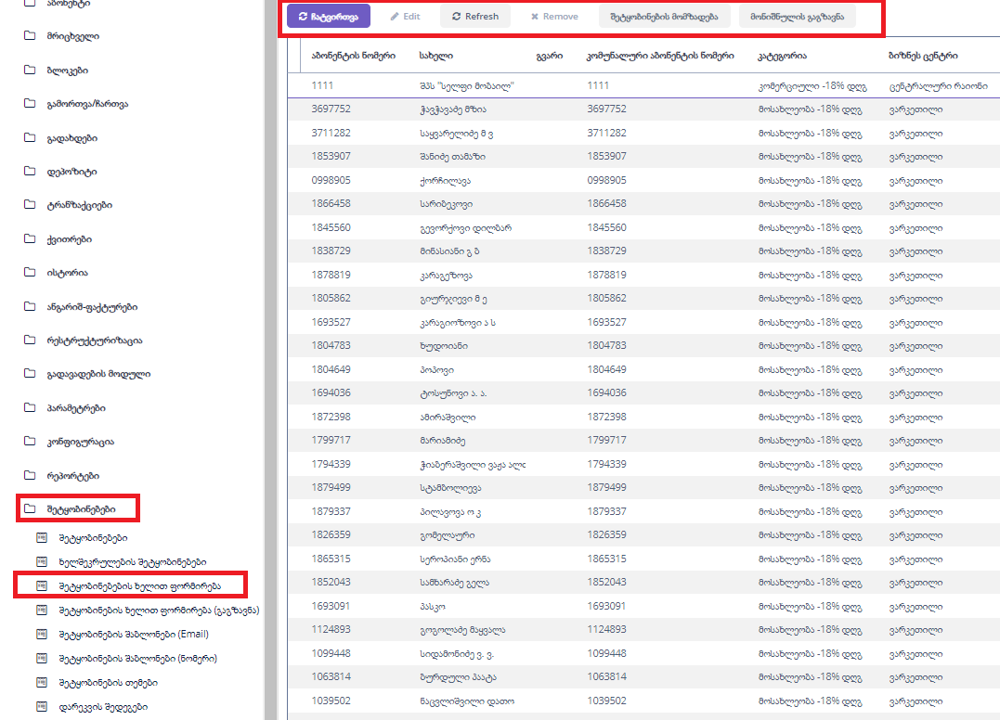 აბონენტი
მრიცხველი
ბლოკები
გამორთვა/ჩართვა
გადახდები
დეპოზიტი
ტრანზაქციები
ქვითრები
ისტორია
ანგარიშ-ფაქტურები
რესტრუქტურიზაცია
გადავადების მოდული
პარამეტრები
კონფიგურაცია
რეპორტები
შეტყობინებები
შეტყობინებები
ხელშეკრულების შეტყობინებები
შეტყობინებების ხელით ფორმირება
შეტყობინების ხელით ფორმირება (გაგზავნა)
შეტყობინების შაბლონები (Email)
შეტყობინების შაბლონები (ნომერი)
შეტყობინების თემები
დარეკვის შედეგები
ჩატვირთვა Edit Refresh Remove შეტყობინების მომზადება მონიშნულის გაგზავნა
აბონენტის ნომერი სახელი გვარი კომუნალური აბონენტის ნომერი კატეგორია ბიზნეს ცენტრი
1111 შპს "სელფი მობაილ" 1111 კომერციული -18% დღგ ცენტრალური რაიონი
3697752 ჭავჭავაძე მზია 3697752 მოსახლეობა -18% დღგ ვარკეთილი
3711282 საყვარელიძე მ ვ 3711282 მოსახლეობა -18% დღგ ვარკეთილი
1853907 შანიძე თამაზი 1853907 მოსახლეობა -18% დღგ ვარკეთილი
0998905 ქორჩილავა 0998905 მოსახლეობა -18% დღგ ვარკეთილი
1866458 სარიბეკოვი 1866458 მოსახლეობა -18% დღგ ვარკეთილი
1845560 გევორქოვი დილბარ 1845560 მოსახლეობა -18% დღგ ვარკეთილი
1838729 მინასიანი გ ბ 1838729 მოსახლეობა -18% დღგ ვარკეთილი
1878819 კარაგეზოვა 1878819 მოსახლეობა -18% დღგ ვარკეთილი
1805862 გიურჯიევი მ ე 1805862 მოსახლეობა -18% დღგ ვარკეთილი
1693527 კარაგიოზოვი ა ს 1693527 მოსახლეობა -18% დღგ ვარკეთილი
1804783 ხუდოიანი 1804783 მოსახლეობა -18% დღგ ვარკეთილი
1804649 პოპოვი 1804649 მოსახლეობა -18% დღგ ვარკეთილი
1694036 ტოსუნოვი ა. ა. 1694036 მოსახლეობა -18% დღგ ვარკეთილი
1872398 ამირაშვილი 1872398 მოსახლეობა -18% დღგ ვარკეთილი
1799717 მარიამიძე 1799717 მოსახლეობა -18% დღგ ვარკეთილი
1794339 ჭიაბერაშვილი ვაჟა 1794339 მოსახლეობა -18% დღგ ვარკეთილი
1879499 სტამბოლიევა 1879499 მოსახლეობა -18% დღგ ვარკეთილი
1879337 პილავოვა ო კ 1879337 მოსახლეობა -18% დღგ ვარკეთილი
1826359 გომელაური 1826359 მოსახლეობა -18% დღგ ვარკეთილი
1865315 სეროპიანი ერნა 1865315 მოსახლეობა -18% დღგ ვარკეთილი
1852043 სამხარაძე გელა 1852043 მოსახლეობა -18% დღგ ვარკეთილი
1693091 პასკო 1693091 მოსახლეობა -18% დღგ ვარკეთილი
1124893 გოგოლაძე მაყვალა 1124893 მოსახლეობა -18% დღგ ვარკეთილი
1099448 სიდამონიძე ვ. ვ. 1099448 მოსახლეობა -18% დღგ ვარკეთილი
1063814 ბურდული პაატა 1063814 მოსახლეობა -18% დღგ ვარკეთილი
1039502 ნაცვლიშვილი დათო 1039502 მოსახლეობა -18% დღგ ვარკეთილი